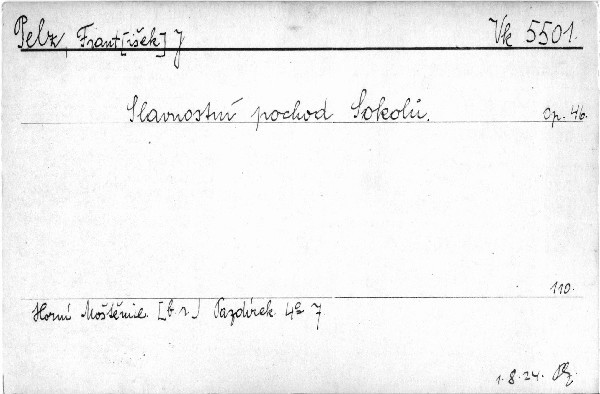 Pelz, Frant[išek] J Vk 5501.
Slavnostní pochod Sokolů. Op. 46.
110.
Horní Moštěnice. [b. r.] Pazdírek. 4° 7
1. 8. 24.